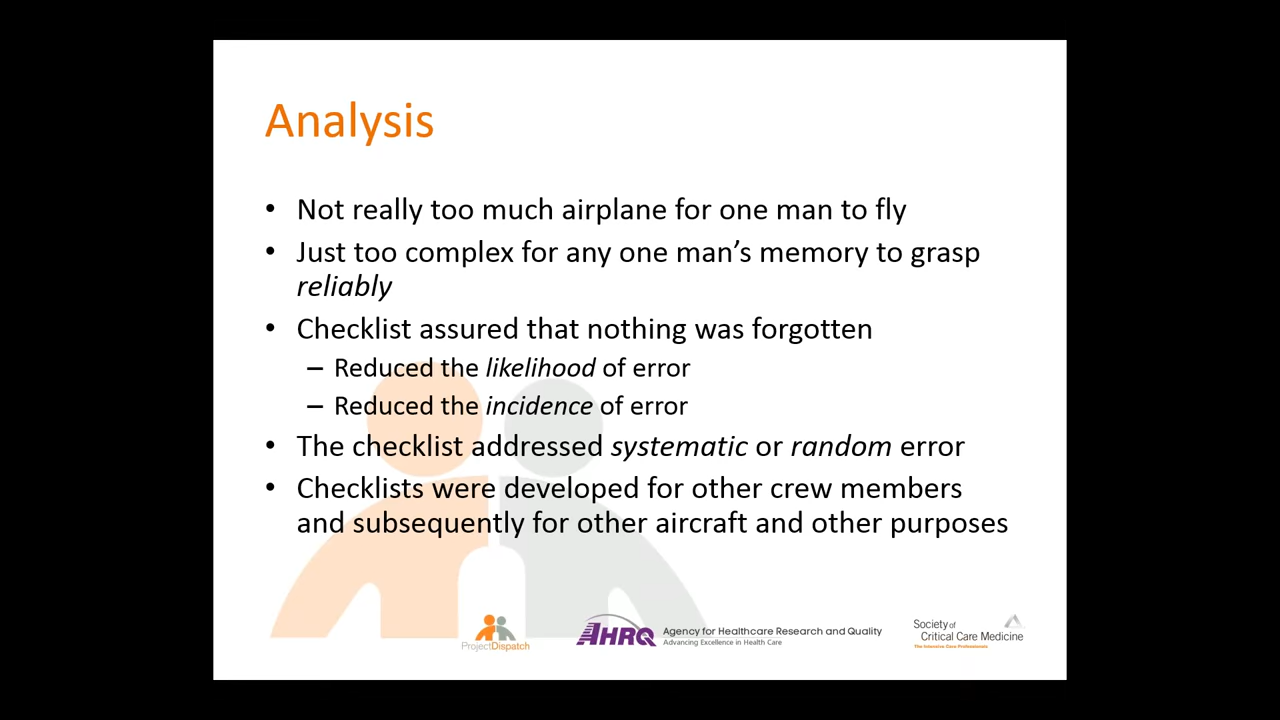 Analysis
• Not really too much airplane for one man to fly
• Just too complex for any one man’s memory to grasp
reliably
• Checklist assured that nothing was forgotten
– Reduced the likelihood of error
– Reduced the incidence of error
• The checklist addressed systematic or random error
• Checklists were developed for other crew members
and subsequently for other aircraft and other purposes
ProjectDispatch
AHRQ
Agency for Healthcare Research and Quality
Advancing Excellence in Health Care
Society of
Critical Care Medicine
The Intensive Care Professionals